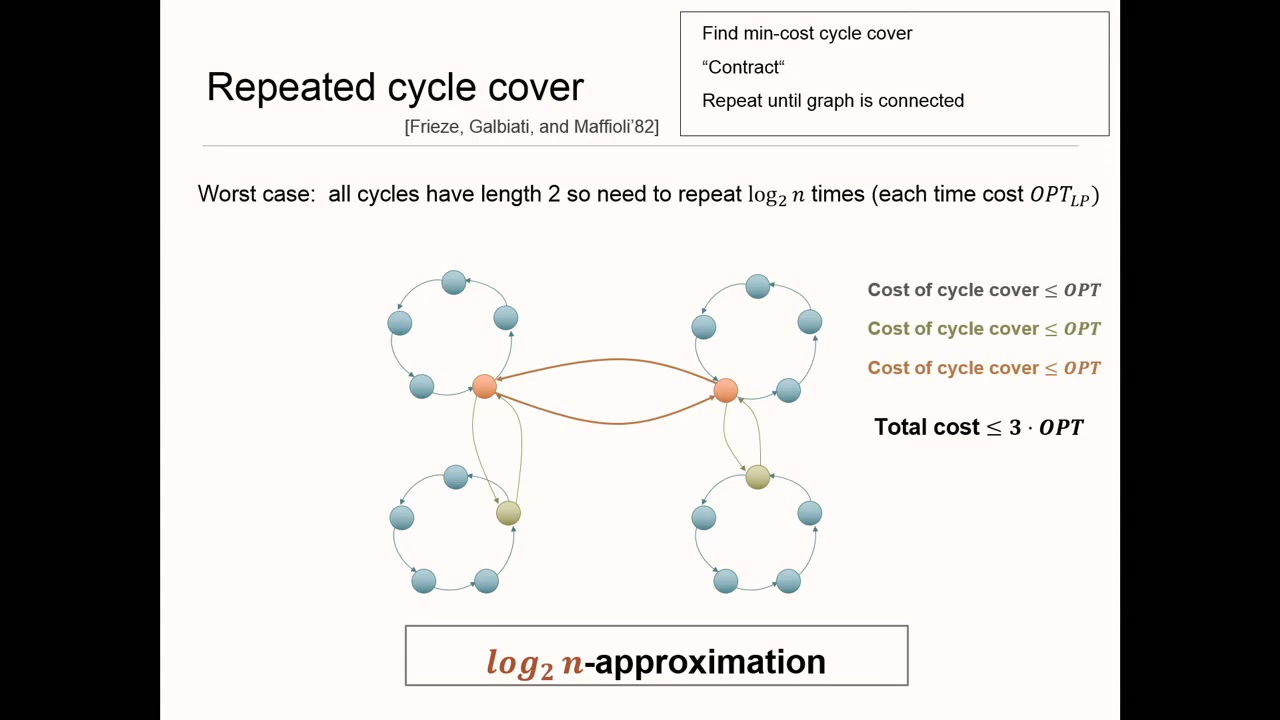 Find min-cost cycle cover
“Contract“
Repeat until graph is connected
Repeated cycle cover
[Frieze, Galbiati, and Maffioli’82]
Worst case: all cycles have length 2 so need to repeat log₂ n times (each time cost OPT_LP)
Cost of cycle cover ≤ OPT
Cost of cycle cover ≤ OPT
Cost of cycle cover ≤ OPT
Total cost ≤ 3 · OPT
log₂ n-approximation